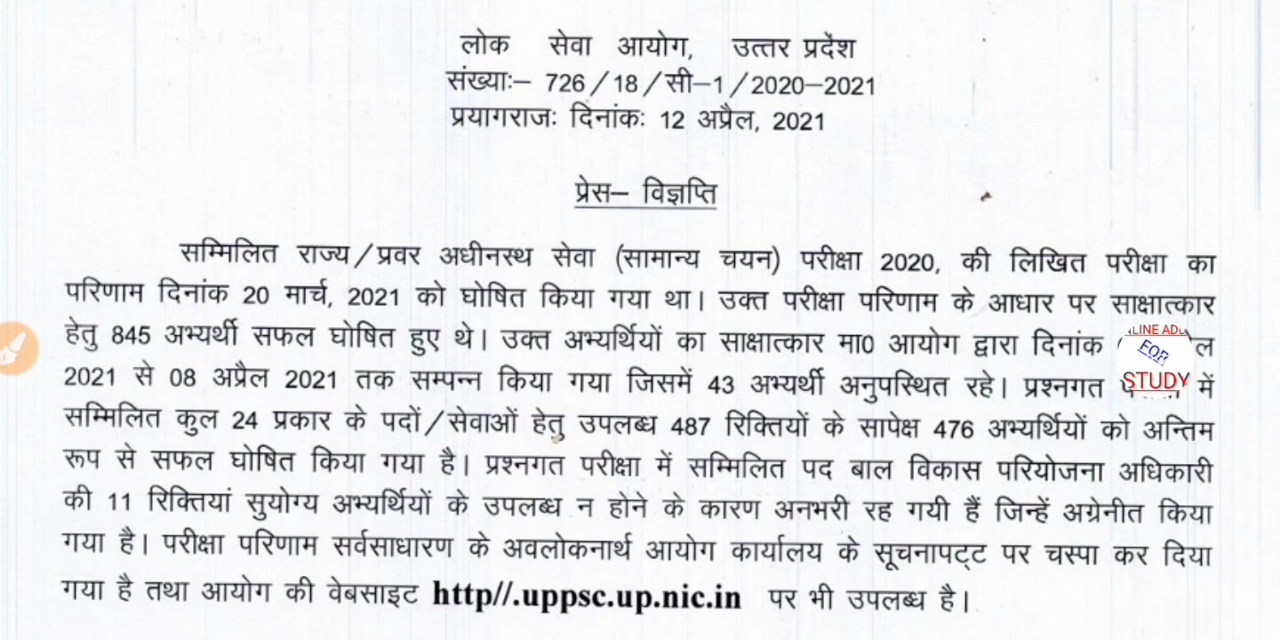 लोक सेवा आयोग, उत्तर प्रदेश
संख्याः– 726/18/सी–1/2020–2021
प्रयागराजः दिनांकः 12 अप्रैल, 2021
प्रेस– विज्ञप्ति
सम्मिलित राज्य/प्रवर अधीनस्थ सेवा (सामान्य चयन) परीक्षा 2020, की लिखित परीक्षा का
परिणाम दिनांक 20 मार्च, 2021 को घोषित किया गया था। उक्त परीक्षा परिणाम के आधार पर साक्षात्कार
हेतु 845 अभ्यर्थी सफल घोषित हुए थे। उक्त अभ्यर्थियों का साक्षात्कार मा0 आयोग द्वारा दिनांक
FOR
STUDY
2021 से 08 अप्रैल 2021 तक सम्पन्न किया गया जिसमें 43 अभ्यर्थी अनुपस्थित रहे। प्रश्नगत में
सम्मिलित कुल 24 प्रकार के पदों/सेवाओं हेतु उपलब्ध 487 रिक्तियों के सापेक्ष 476 अभ्यर्थियों को अन्तिम
रूप से सफल घोषित किया गया है। प्रश्नगत परीक्षा में सम्मिलित पद बाल विकास परियोजना अधिकारी
की 11 रिक्तियां सुयोग्य अभ्यर्थियों के उपलब्ध न होने के कारण अनभरी रह गयी हैं जिन्हें अग्रेनीत किया
गया है। परीक्षा परिणाम सर्वसाधारण के अवलोकनार्थ आयोग कार्यालय के सूचनापट्ट पर चस्पा कर दिया
गया है तथा आयोग की वेबसाइट http//.uppsc.up.nic.in पर भी उपलब्ध है।